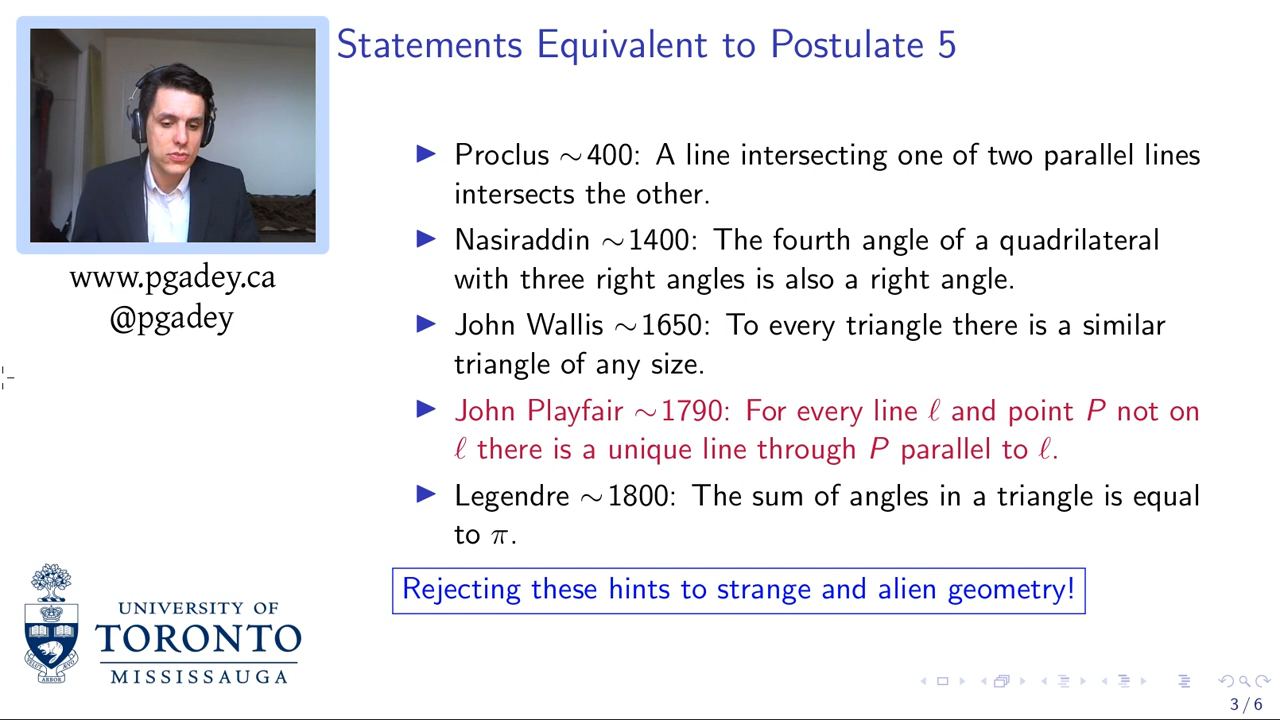 Statements Equivalent to Postulate 5
▶ Proclus ~400: A line intersecting one of two parallel lines
intersects the other.
▶ Nasiraddin ~1400: The fourth angle of a quadrilateral
with three right angles is also a right angle.
▶ John Wallis ~1650: To every triangle there is a similar
triangle of any size.
▶ John Playfair ~1790: For every line ℓ and point P not on
ℓ there is a unique line through P parallel to ℓ.
▶ Legendre ~1800: The sum of angles in a triangle is equal
to π.
Rejecting these hints to strange and alien geometry!
www.pgadey.ca
@pgadey
UNIVERSITY OF
TORONTO
MISSISSAUGA
3 / 6